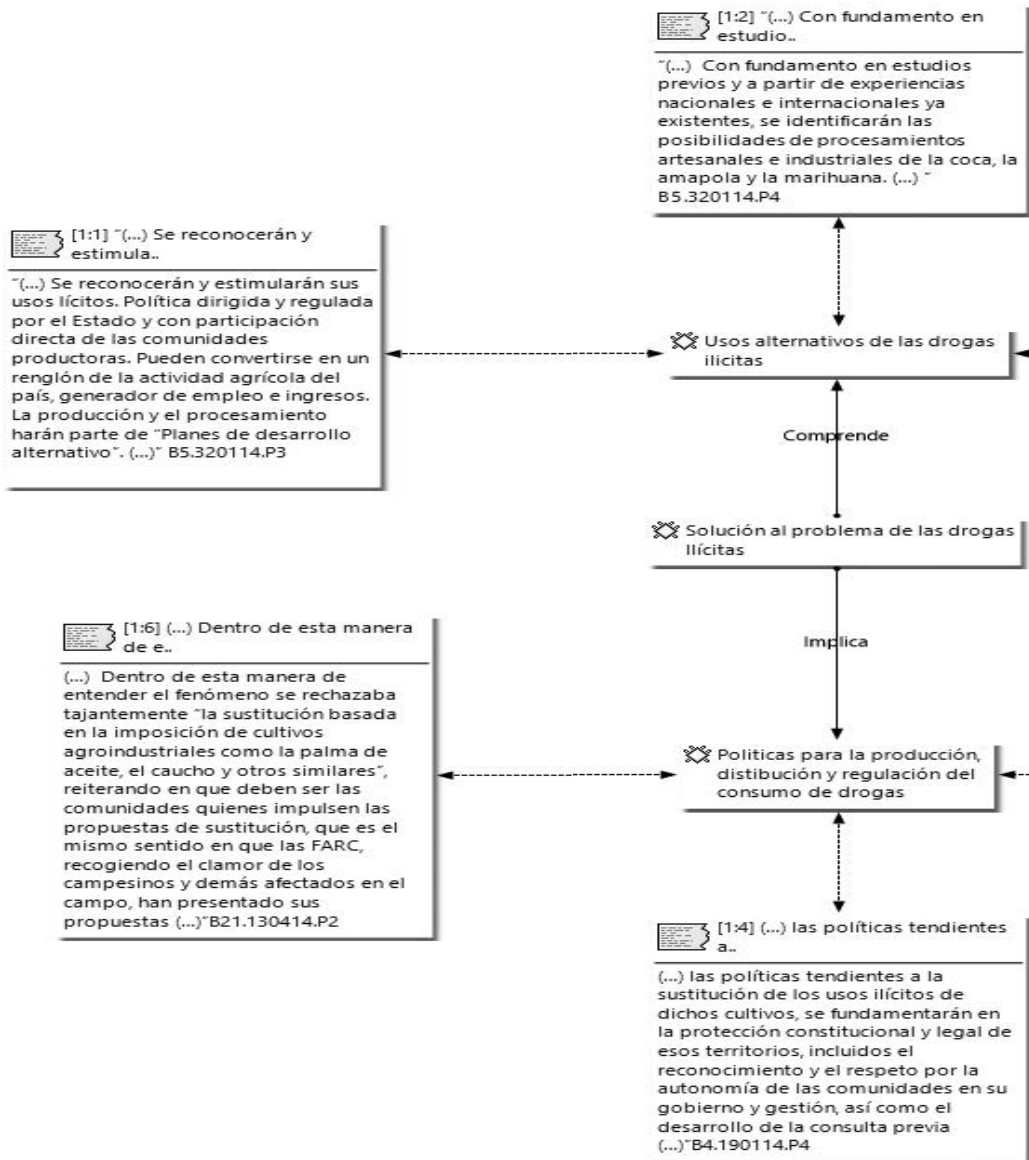 [1:2] ˝(...) Con fundamento en
estudio..
˝(...)  Con fundamento en estudios
previos y a partir de experiencias
nacionales e internacionales ya
existentes, se identificarán las
posibilidades de procesamientos
artesanales e industriales de la coca, la
amapola y la marihuana. (...) ˝
B5.320114.P4
[1:1] ˝(...) Se reconocerán y
estimula..
˝(...) Se reconocerán y estimularán sus
usos lícitos. Política dirigida y regulada
por el Estado y con participación
directa de las comunidades
productoras. Pueden convertirse en un
renglón de la actividad agrícola del
país, generador de empleo e ingresos.
La producción y el procesamiento
harán parte de ˝Planes de desarrollo
alternativo˝. (...)˝ B5.320114.P3
Usos alternativos de las drogas
ilicitas
Comprende
Solución al problema de las drogas
Ilícitas
Implica
[1:6] (...) Dentro de esta manera
de e..
(...)  Dentro de esta manera de
entender el fenómeno se rechazaba
tajantemente ˝la sustitución basada
en la imposición de cultivos
agroindustriales como la palma de
aceite, el caucho y otros similares˝,
reiterando en que deben ser las
comunidades quienes impulsen las
propuestas de sustitución, que es el
mismo sentido en que las FARC,
recogiendo el clamor de los
campesinos y demás afectados en el
campo, han presentado sus
propuestas (...)˝B21.130414.P2
Politicas para la producción,
distibución y regulación del
consumo de drogas
[1:4] (...) las políticas tendientes
a..
(...) las políticas tendientes a la
sustitución de los usos ilícitos de
dichos cultivos, se fundamentarán en
la protección constitucional y legal de
esos territorios, incluidos el
reconocimiento y el respeto por la
autonomía de las comunidades en su
gobierno y gestión, así como el
desarrollo de la consulta previa
(...)˝B4.190114.P4